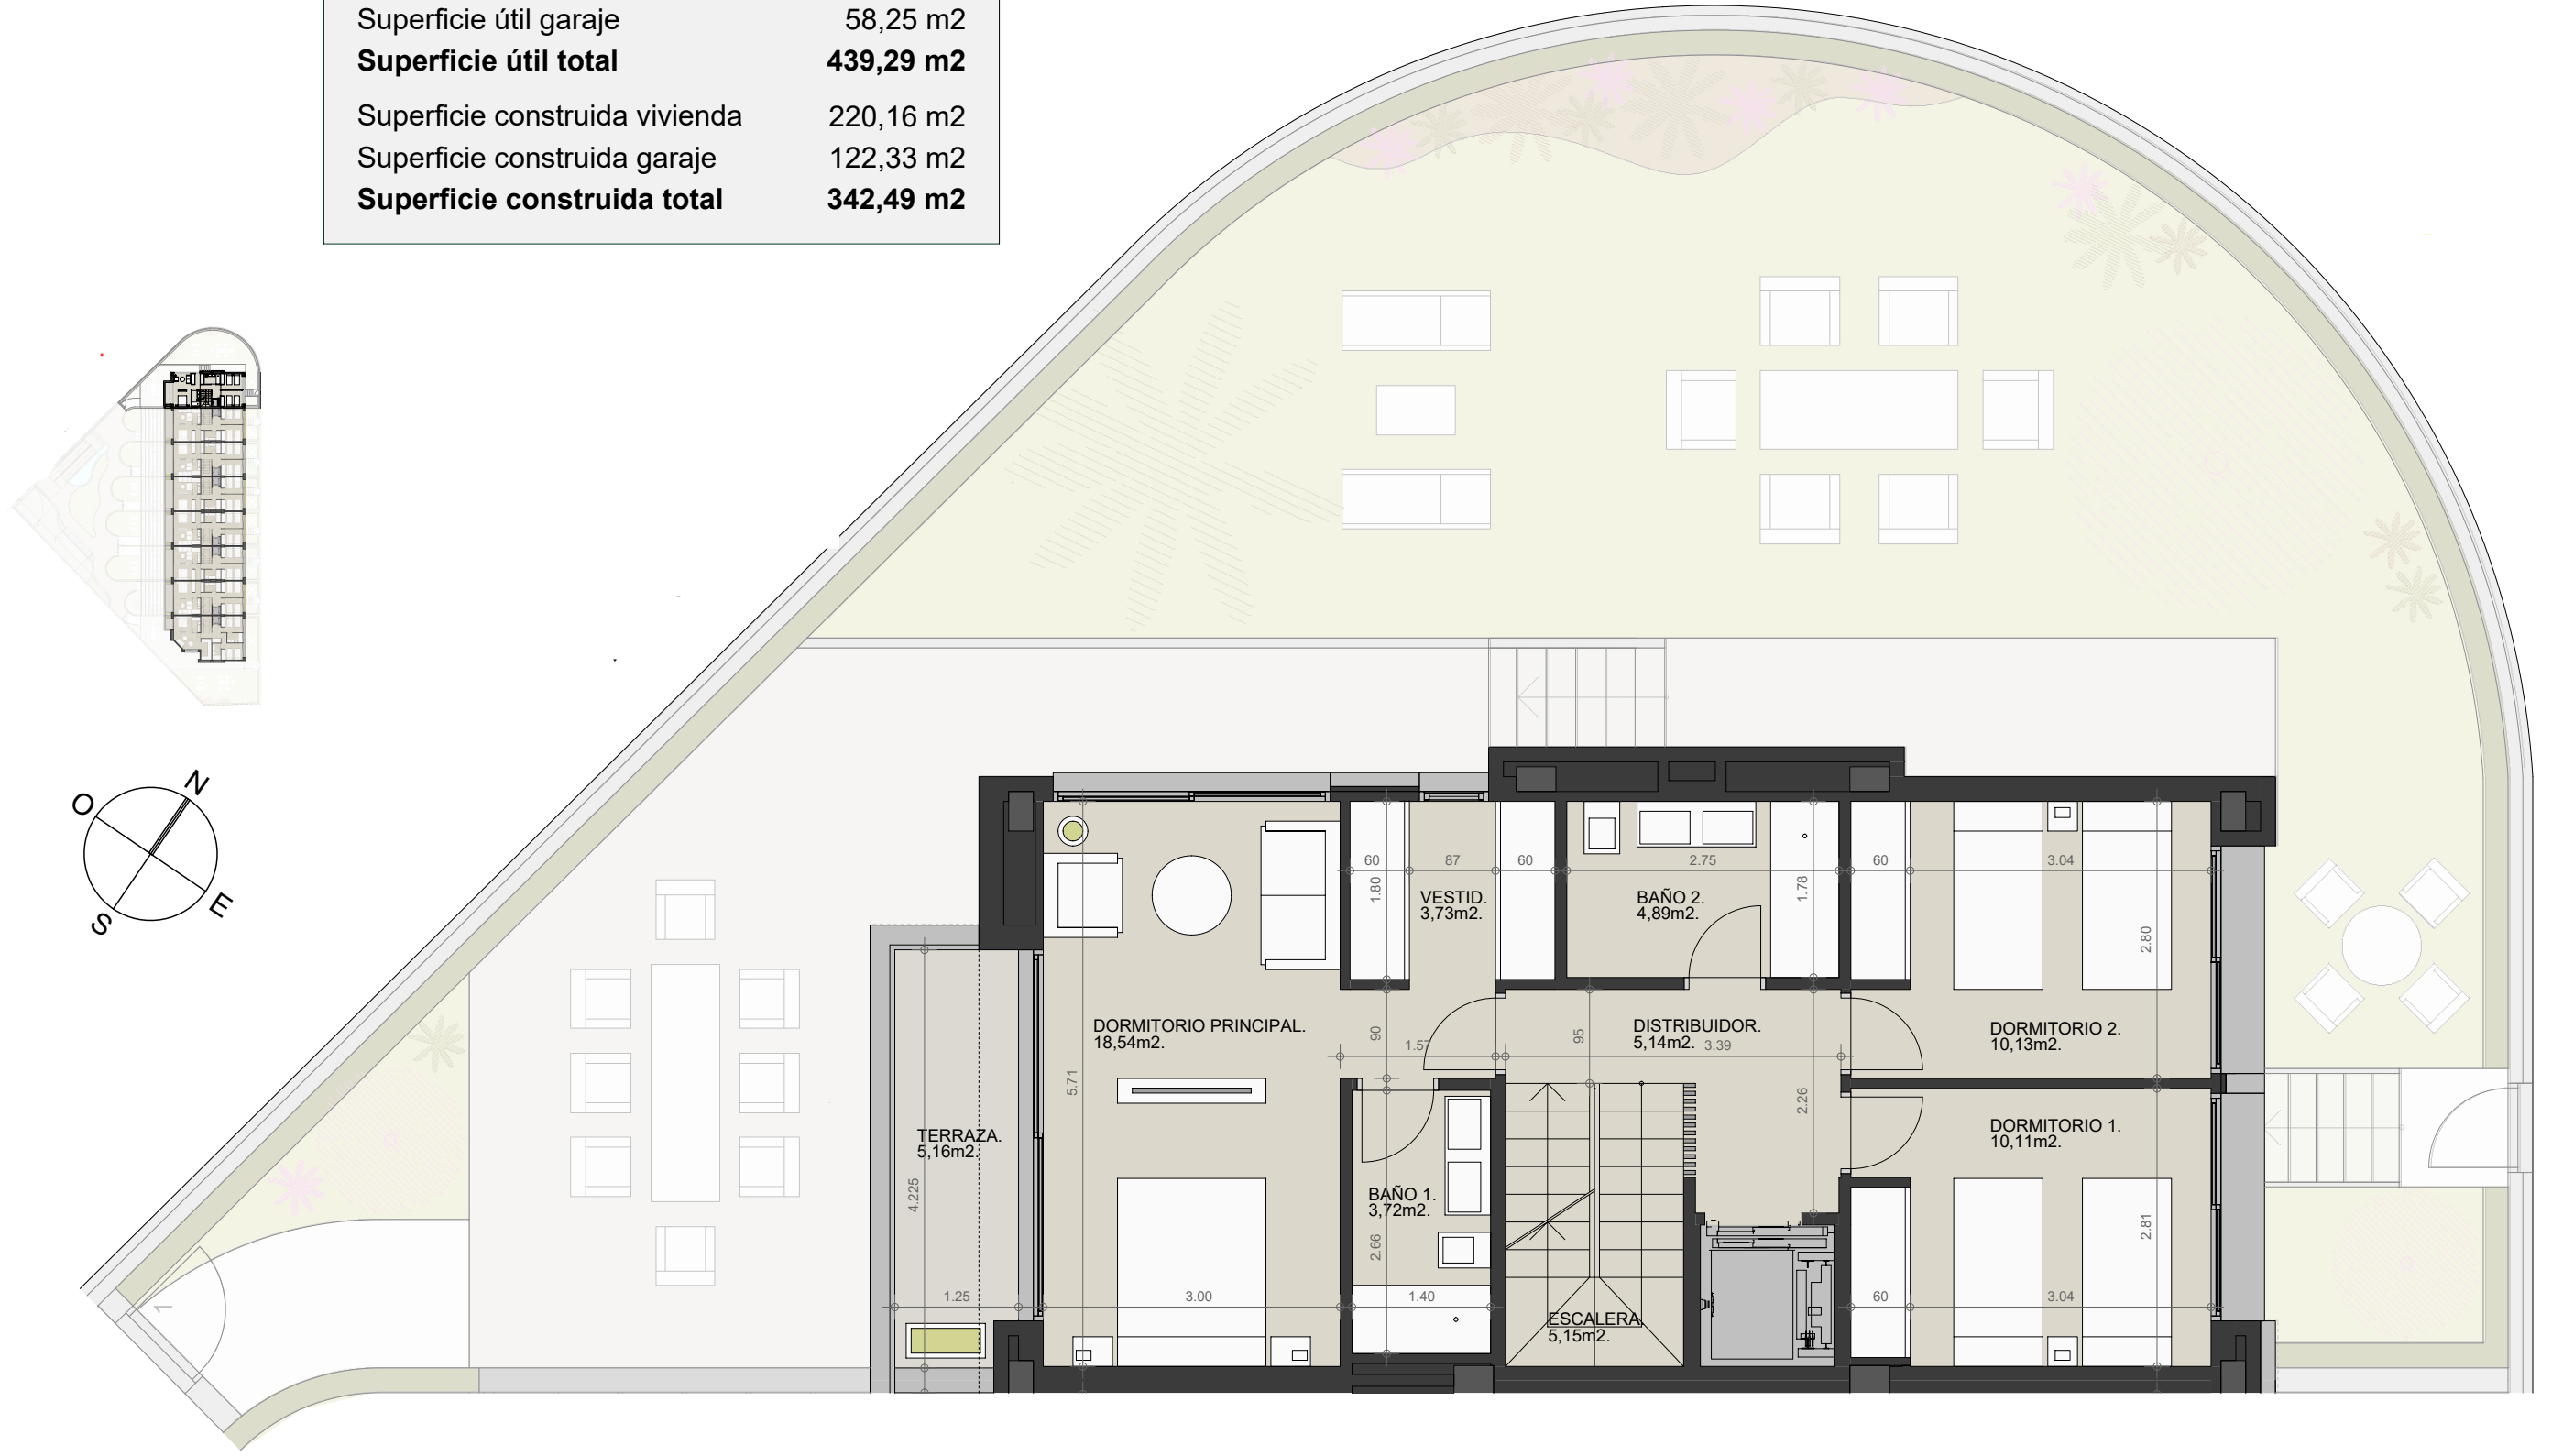 Superficie útil garaje 58,25 m2
Superficie útil total 439,29 m2
Superficie construida vivienda 220,16 m2
Superficie construida garaje 122,33 m2
Superficie construida total 342,49 m2
N
O
E
S
60
87
60
2.75
60
3.04
1.80
1.78
VESTID.
3,73m2.
BAÑO 2.
4,89m2.
2.80
DORMITORIO PRINCIPAL.
18,54m2.
90
1.57
95
DISTRIBUIDOR.
5,14m2.
3.39
DORMITORIO 2.
10,13m2.
5.71
2.26
TERRAZA.
5,16m2.
DORMITORIO 1.
10,11m2.
4.225
BAÑO 1.
3,72m2.
2.66
2.81
1.25
3.00
1.40
60
3.04
ESCALERA.
5,15m2.
1